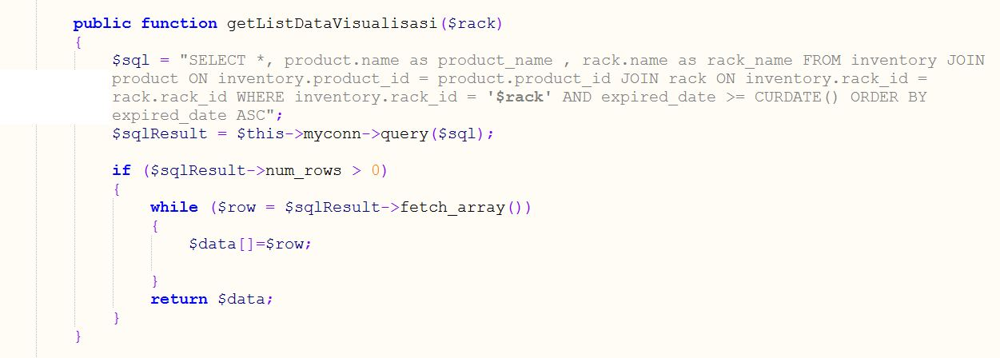 public function getListDataVisualisasi($rack)
{
$sql = "SELECT *, product.name as product_name , rack.name as rack_name FROM inventory JOIN
product ON inventory.product_id = product.product_id JOIN rack ON inventory.rack_id =
rack.rack_id WHERE inventory.rack_id = '$rack' AND expired_date >= CURDATE() ORDER BY
expired_date ASC";
$sqlResult = $this->myconn->query($sql);
if ($sqlResult->num_rows > 0)
{
while ($row = $sqlResult->fetch_array())
{
$data[]=$row;
}
return $data;
}
}